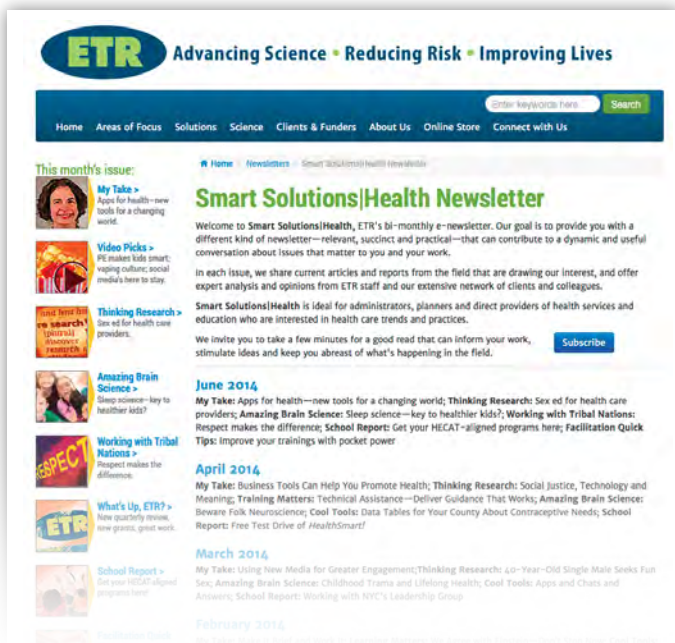 ETR Advancing Science • Reducing Risk • Improving Lives
Enter keywords here Search
Home Areas of Focus Solutions Science Clients & Funders About Us Online Store Connect with Us
Home Newsletters Smart Solutions|Health Newsletter
This month's issue:
My Take >
Apps for health—new
tools for a changing
world.
Video Picks >
PE makes kids smart;
vaping culture; social
media's here to stay.
Thinking Research >
Sex ed for health care
providers.
Amazing Brain
Science >
Sleep science—key to
healthier kids?
RESPECT
Working with Tribal
Nations >
Respect makes the
difference.
ETR
What's Up, ETR? >
New quarterly review,
new grants, great work.
School Report >
Get your HECAT-aligned
programs here!
Facilitation Quick
Smart Solutions|Health Newsletter
Welcome to Smart Solutions|Health, ETR's bi-monthly e-newsletter. Our goal is to provide you with a
different kind of newsletter—relevant, succinct and practical—that can contribute to a dynamic and useful
conversation about issues that matter to you and your work.
In each issue, we share current articles and reports from the field that are drawing our interest, and offer
expert analysis and opinions from ETR staff and our extensive network of clients and colleagues.
Smart Solutions|Health is ideal for administrators, planners and direct providers of health services and
education who are interested in health care trends and practices.
We invite you to take a few minutes for a good read that can inform your work,
stimulate ideas and keep you abreast of what's happening in the field.
Subscribe
June 2014
My Take: Apps for health—new tools for a changing world; Thinking Research: Sex ed for health care
providers; Amazing Brain Science: Sleep science—key to healthier kids?; Working with Tribal Nations:
Respect makes the difference; School Report: Get your HECAT-aligned programs here; Facilitation Quick
Tips: Improve your trainings with pocket power
April 2014
My Take: Business Tools Can Help You Promote Health; Thinking Research: Social Justice, Technology and
Meaning; Training Matters: Technical Assistance—Deliver Guidance That Works; Amazing Brain Science:
Beware Folk Neuroscience; Cool Tools: Data Tables for Your County About Contraceptive Needs; School
Report: Free Test Drive of HealthSmart!
March 2014
My Take: Using New Media for Greater Engagement;Thinking Research: 40-Year-Old Single Male Seeks Fun
Sex; Amazing Brain Science: Childhood Trama and Lifelong Health; Cool Tools: Apps and Chats and
Answers; School Report: Working with NYC's Leadership Group
February 2014